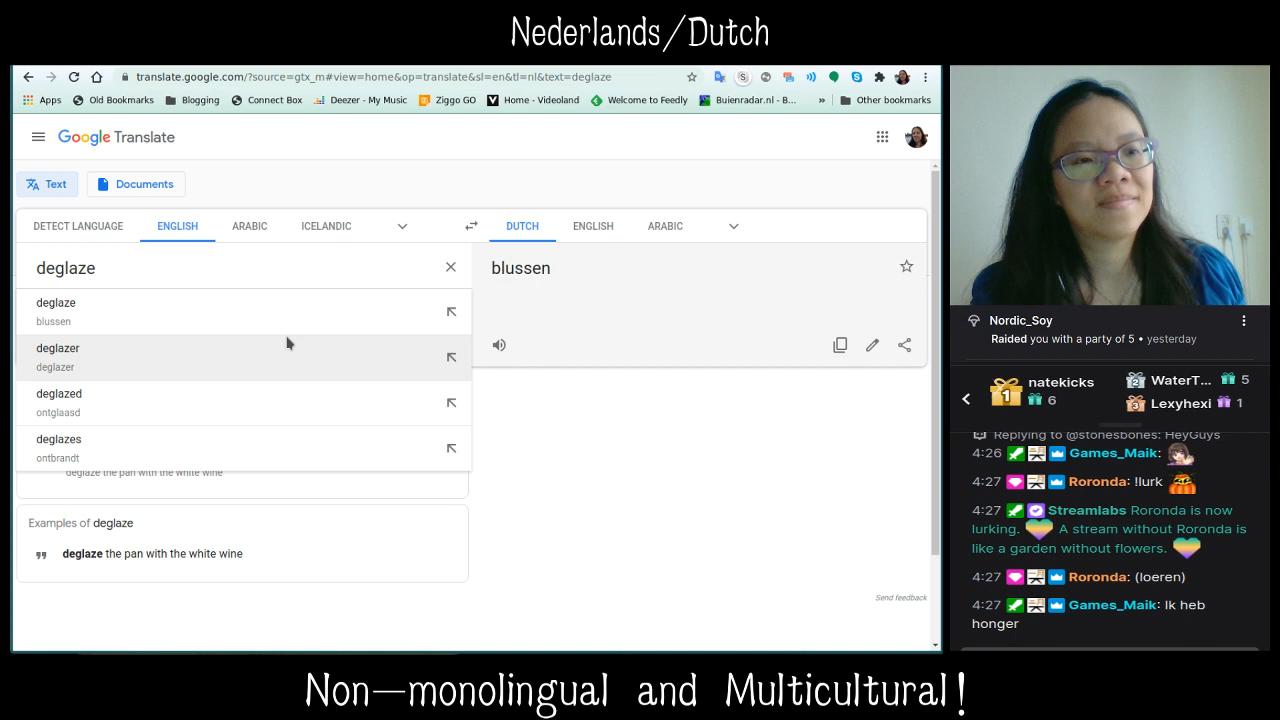 Nederlands/Dutch
translate.google.com/?source=gtx_m#view=home&op=translate&sl=en&tl=nl&text=deglaze
Apps Old Bookmarks Blogging Connect Box Deezer - My Music Ziggo GO Home - Videoland Welcome to Feedly Buienradar.nl - B... » Other bookmarks
Google Translate
Text Documents
DETECT LANGUAGE ENGLISH ARABIC ICELANDIC DUTCH ENGLISH ARABIC
deglaze
blussen
deglaze
blussen
deglazer
deglazer
deglazed
ontglaasd
deglazes
ontbrandt
deglaze the pan with the white wine
Examples of deglaze
deglaze the pan with the white wine
Send feedback
Nordic_Soy
Raided you with a party of 5 • yesterday
1 natekicks
6
2 WaterT... 5
3 Lexyhexi 1
Replying to @stonesbones: HeyGuys
4:26 Games_Maik:
4:27 Roronda: !lurk
4:27 Streamlabs Roronda is now
lurking. A stream without Roronda is
like a garden without flowers.
4:27 Roronda: (loeren)
4:27 Games_Maik: Ik heb
honger
Non-monolingual and Multicultural!